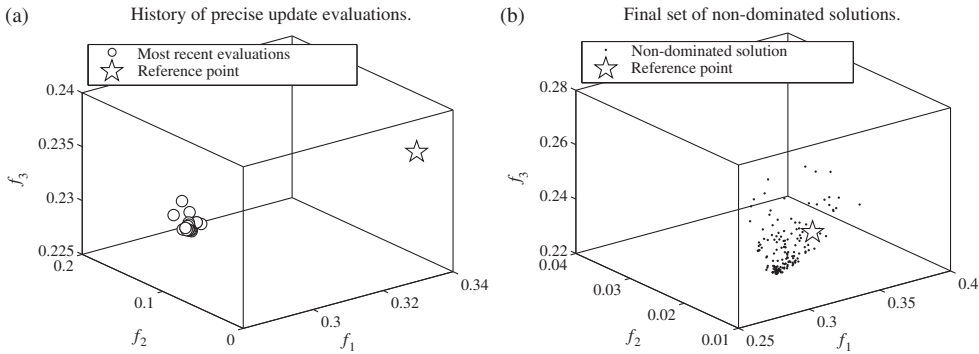 (a) History of precise update evaluations.
Most recent evaluations
Reference point
0.24
0.235
0.23
0.225
f3
0.2
0.1
0
f2
0.3
0.32
0.34
f1
(b) Final set of non-dominated solutions.
Non-dominated solution
Reference point
0.28
0.26
0.24
0.22
f3
0.04
0.03
0.02
0.01
f2
0.25
0.3
0.35
0.4
f1